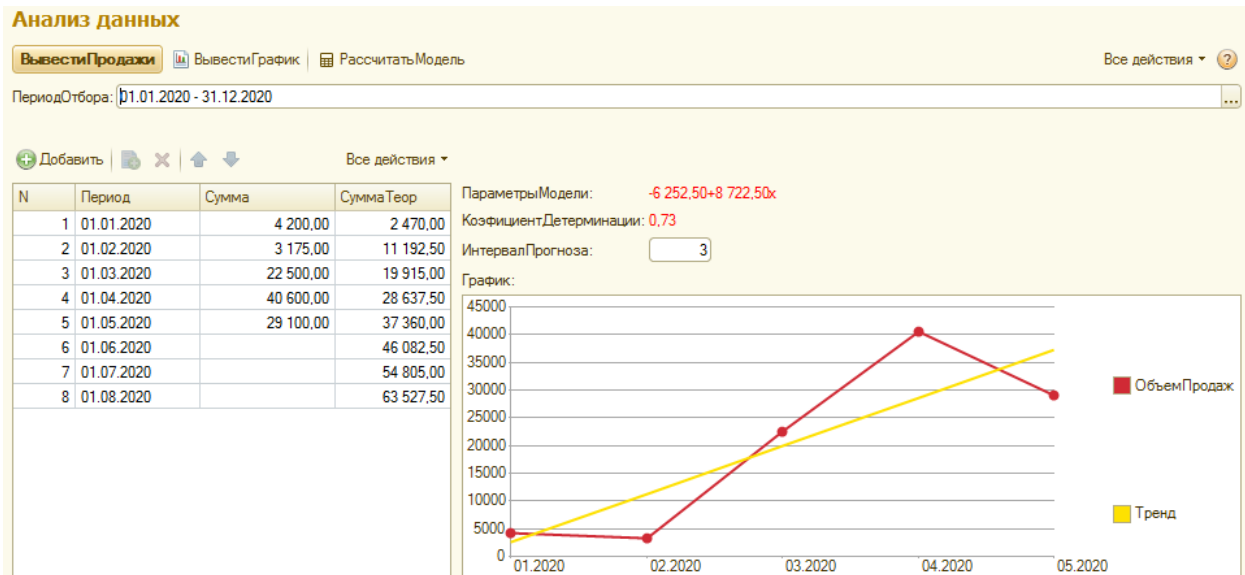 Анализ данных
ВывестиПродажи ВывестиГрафик РассчитатьМодель Все действия
ПериодОтбора: 01.01.2020 - 31.12.2020 ...
Добавить Все действия
N Период Сумма СуммаТеор
1 01.01.2020 4 200,00 2 470,00
2 01.02.2020 3 175,00 11 192,50
3 01.03.2020 22 500,00 19 915,00
4 01.04.2020 40 600,00 28 637,50
5 01.05.2020 29 100,00 37 360,00
6 01.06.2020 46 082,50
7 01.07.2020 54 805,00
8 01.08.2020 63 527,50
ПараметрыМодели: -6 252,50+8 722,50x
КоэфициентДетерминации: 0,73
ИнтервалПрогноза: 3
График:
45000
40000
35000
30000
25000
20000
15000
10000
5000
0
01.2020 02.2020 03.2020 04.2020 05.2020
ОбъемПродаж
Тренд